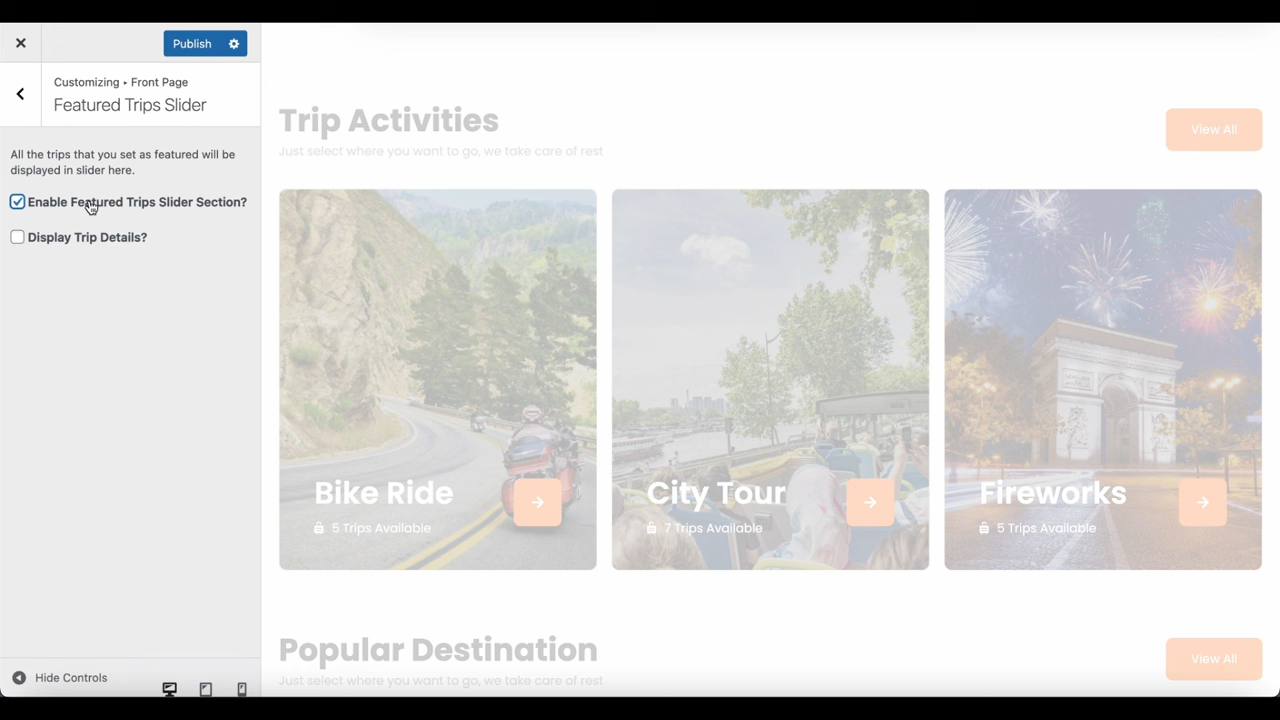 Publish
Customizing ▸ Front Page
Featured Trips Slider
All the trips that you set as featured will be
displayed in slider here.
Enable Featured Trips Slider Section?
Display Trip Details?
Hide Controls
Trip Activities
Just select where you want to go, we take care of rest
View All
Bike Ride
5 Trips Available
City Tour
7 Trips Available
Fireworks
5 Trips Available
Popular Destination
Just select where you want to go, we take care of rest
View All